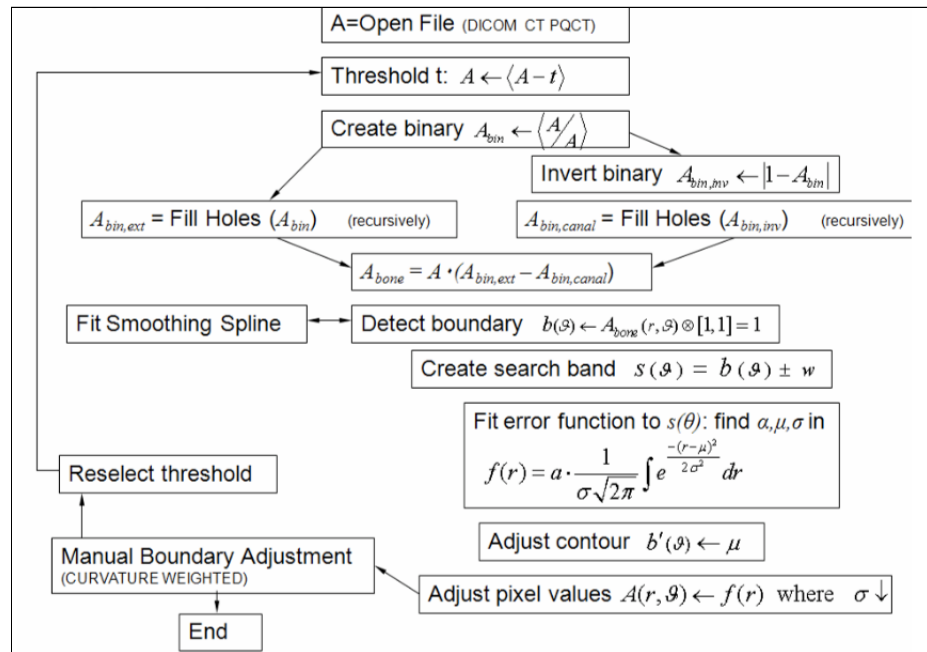 A=Open File (DICOM CT PQCT)
Threshold t: A ← ⟨A − t⟩
Create binary A_bin ← ⟨A/A⟩
Invert binary A_bin,inv ← |1 − A_bin|
A_bin,ext = Fill Holes (A_bin) (recursively)
A_bin,canal = Fill Holes (A_bin,inv) (recursively)
A_bone = A · (A_bin,ext − A_bin,canal)
Fit Smoothing Spline
Detect boundary b(ϑ) ← A_bone(r,ϑ) ⊗ [1,1] = 1
Create search band s(ϑ) = b(ϑ) ± w
Fit error function to s(θ): find α,μ,σ in
f(r) = a · 1/(σ√2π) ∫ e^(−(r−μ)²/2σ²) dr
Reselect threshold
Adjust contour b'(ϑ) ← μ
Manual Boundary Adjustment
(CURVATURE WEIGHTED)
Adjust pixel values A(r,ϑ) ← f(r) where σ ↓
End